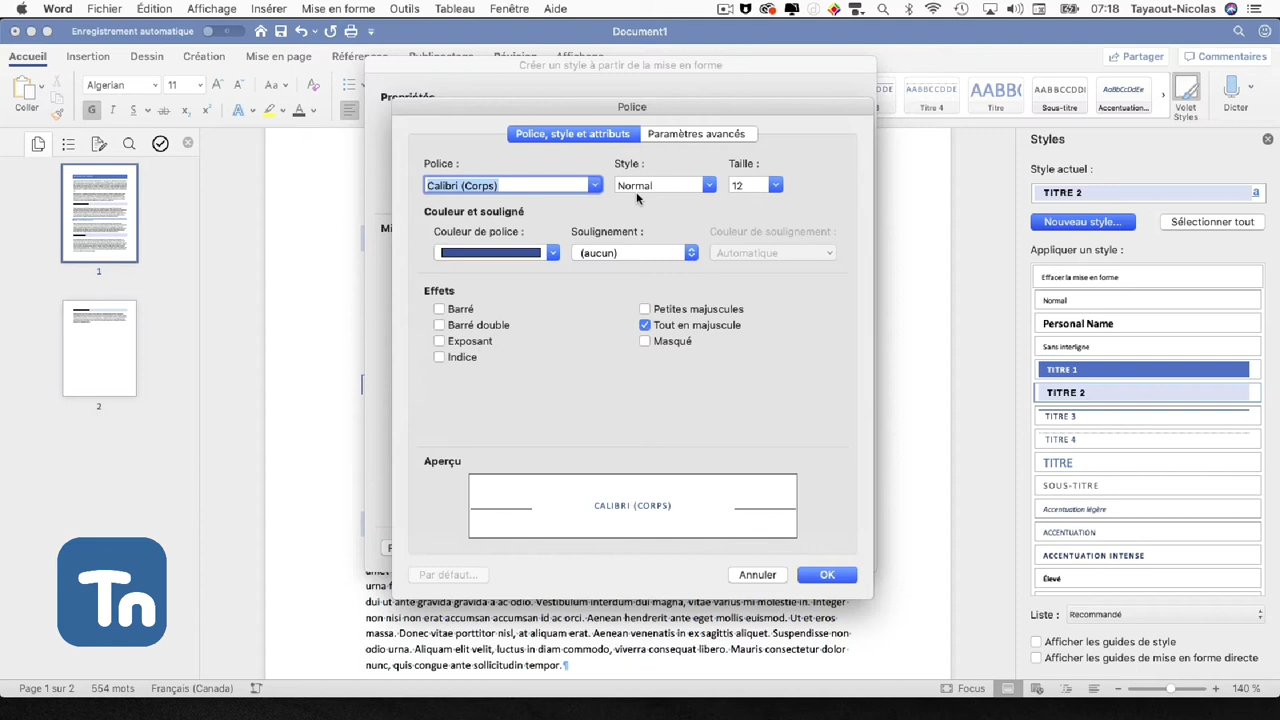 Word Fichier Édition Affichage Insérer Mise en forme Outils Tableau Fenêtre Aide 07:18 Tayaout-Nicolas
Enregistrement automatique Document1
Accueil Insertion Dessin Création Mise en page Publipostage Révision Affichage Partager Commentaires
Créer un style à partir de la mise en forme
Algerian 11 Aa
AABBCCDDE AABBC AABBCCDDE AaBbCcDdEe
Coller G I S A A Titre 4 Titre Sous-titre Accentuation... Volet Styles Dicter
Propriétés
Police
Police, style et attributs Paramètres avancés
Styles
Police : Style : Taille :
Style actuel :
Calibri (Corps) Normal 12
TITRE 2 a
Couleur et souligné
Nouveau style... Sélectionner tout
Couleur de police : Soulignement : Couleur de soulignement :
(aucun) Automatique
Appliquer un style :
Effacer la mise en forme
Effets
Normal
Barré Petites majuscules
Barré double Tout en majuscule
Personal Name
Exposant Masqué
Sans interligne
Indice
TITRE 1
TITRE 2
TITRE 3
TITRE 4
Aperçu
TITRE
SOUS-TITRE
CALIBRI (CORPS)
Accentuation légère
ACCENTUATION
ACCENTUATION INTENSE
Élevé
Par défaut... Annuler OK
1
2
Tn
urna f
dui ut ante gravida gravida a ac odio. Vestibulum interdum dui magna, vitae varius mi molestie in. Integer
non nisl non erat accumsan accumsan id ac orci. Aenean hendrerit ante eget mollis euismod. Ut et eros
massa. Donec vitae porttitor nisl, at aliquam erat. Aenean venenatis in ex sagittis aliquet. Suspendisse non
odio urna. Aliquam elit velit, luctus in diam commodo, viverra consequat libero. Mauris consectetur dolor
nunc, quis congue ante sollicitudin tempor.¶
Liste : Recommandé
Afficher les guides de style
Afficher les guides de mise en forme directe
Page 1 sur 2 554 mots Français (Canada) Focus 140 %